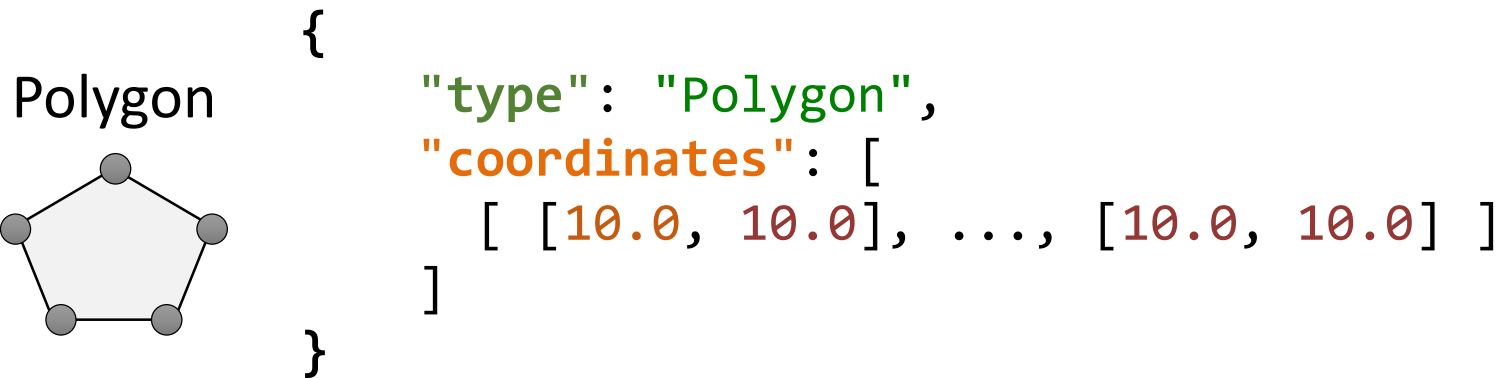 Polygon
{
"type": "Polygon",
"coordinates": [
[ [10.0, 10.0], ..., [10.0, 10.0] ]
]
}